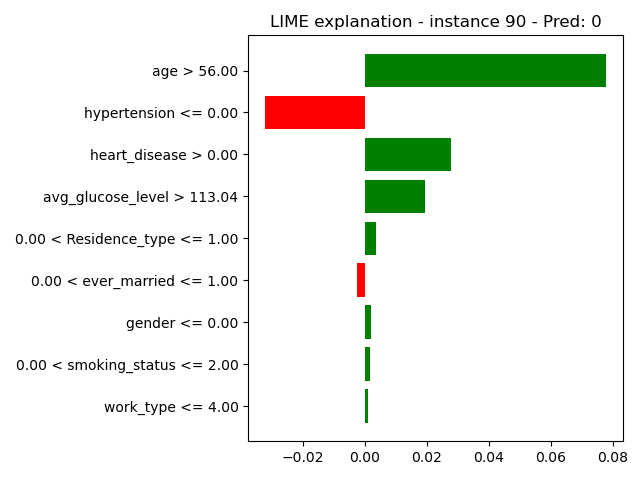 LIME explanation - instance 90 - Pred: 0
age > 56.00
hypertension <= 0.00
heart_disease > 0.00
avg_glucose_level > 113.04
0.00 < Residence_type <= 1.00
0.00 < ever_married <= 1.00
gender <= 0.00
0.00 < smoking_status <= 2.00
work_type <= 4.00
−0.02 0.00 0.02 0.04 0.06 0.08